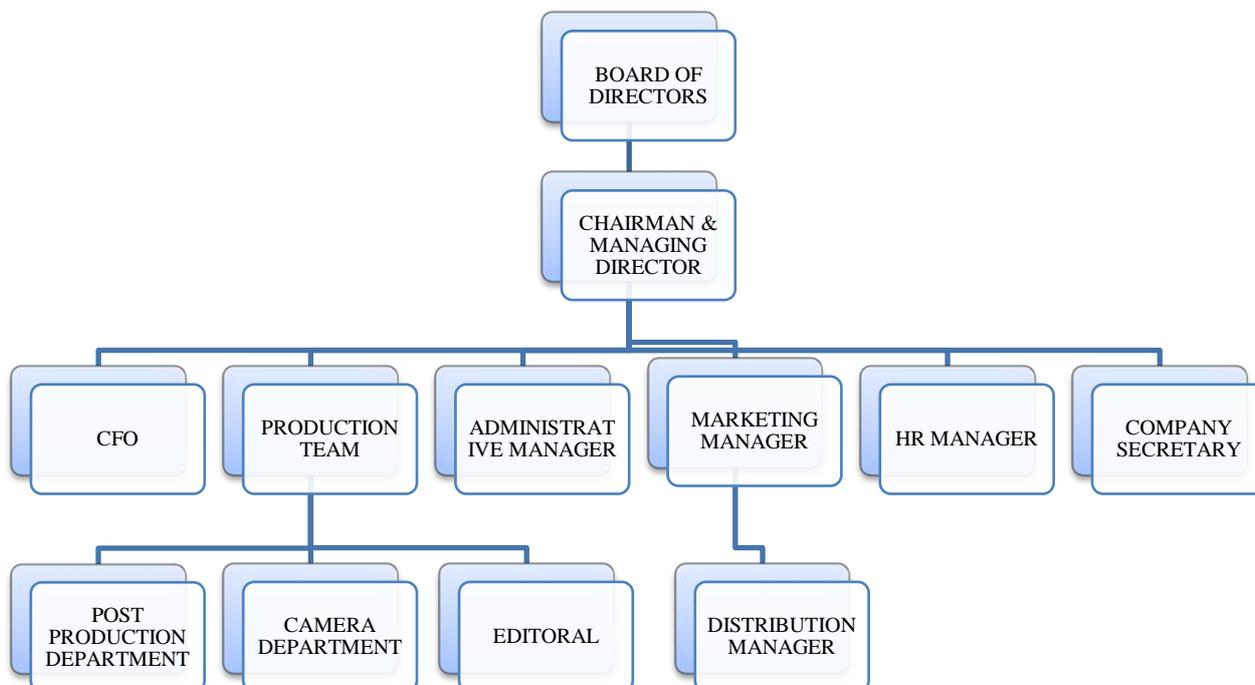 BOARD OF
DIRECTORS
CHAIRMAN &
MANAGING
DIRECTOR
CFO
PRODUCTION
TEAM
ADMINISTRAT
IVE MANAGER
MARKETING
MANAGER
HR MANAGER
COMPANY
SECRETARY
POST
PRODUCTION
DEPARTMENT
CAMERA
DEPARTMENT
EDITORAL
DISTRIBUTION
MANAGER